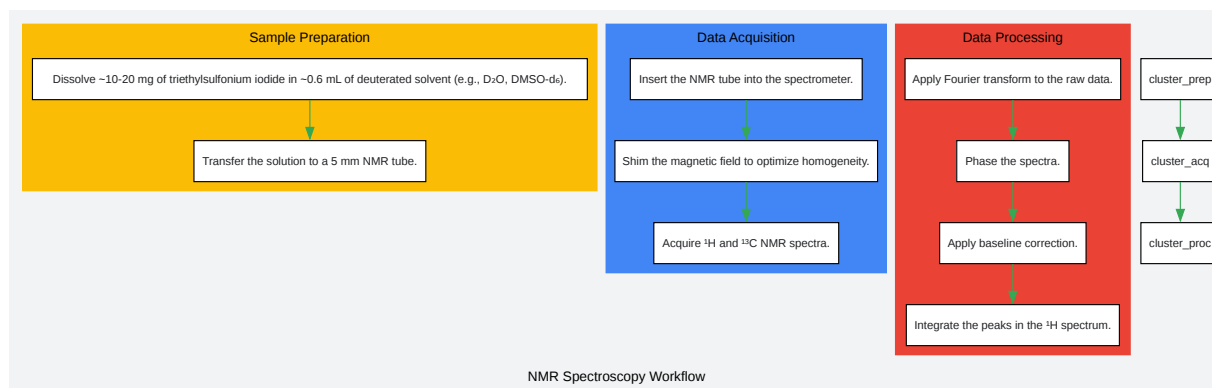 Sample Preparation
Dissolve ~10-20 mg of triethylsulfonium iodide in ~0.6 mL of deuterated solvent (e.g., D₂O, DMSO-d₆).
Transfer the solution to a 5 mm NMR tube.
Data Acquisition
Insert the NMR tube into the spectrometer.
Shim the magnetic field to optimize homogeneity.
Acquire ¹H and ¹³C NMR spectra.
Data Processing
Apply Fourier transform to the raw data.
Phase the spectra.
Apply baseline correction.
Integrate the peaks in the ¹H spectrum.
cluster_prep
cluster_acq
cluster_proc
NMR Spectroscopy Workflow